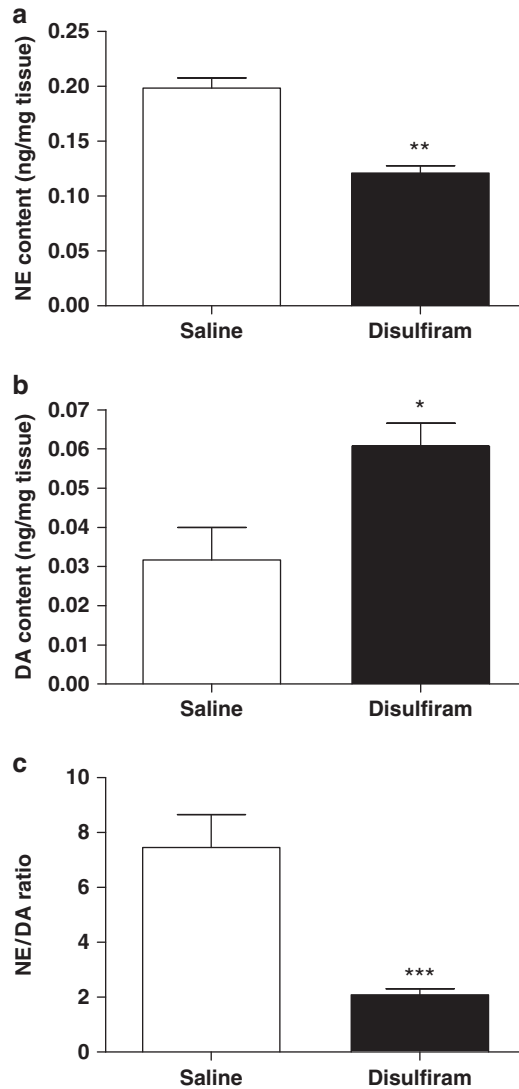 a
NE content (ng/mg tissue)
0.25
0.20
0.15
0.10
0.05
0.00
**
Saline Disulfiram
b
DA content (ng/mg tissue)
0.07
0.06
0.05
0.04
0.03
0.02
0.01
0.00
*
Saline Disulfiram
c
NE/DA ratio
10
8
6
4
2
0
***
Saline Disulfiram